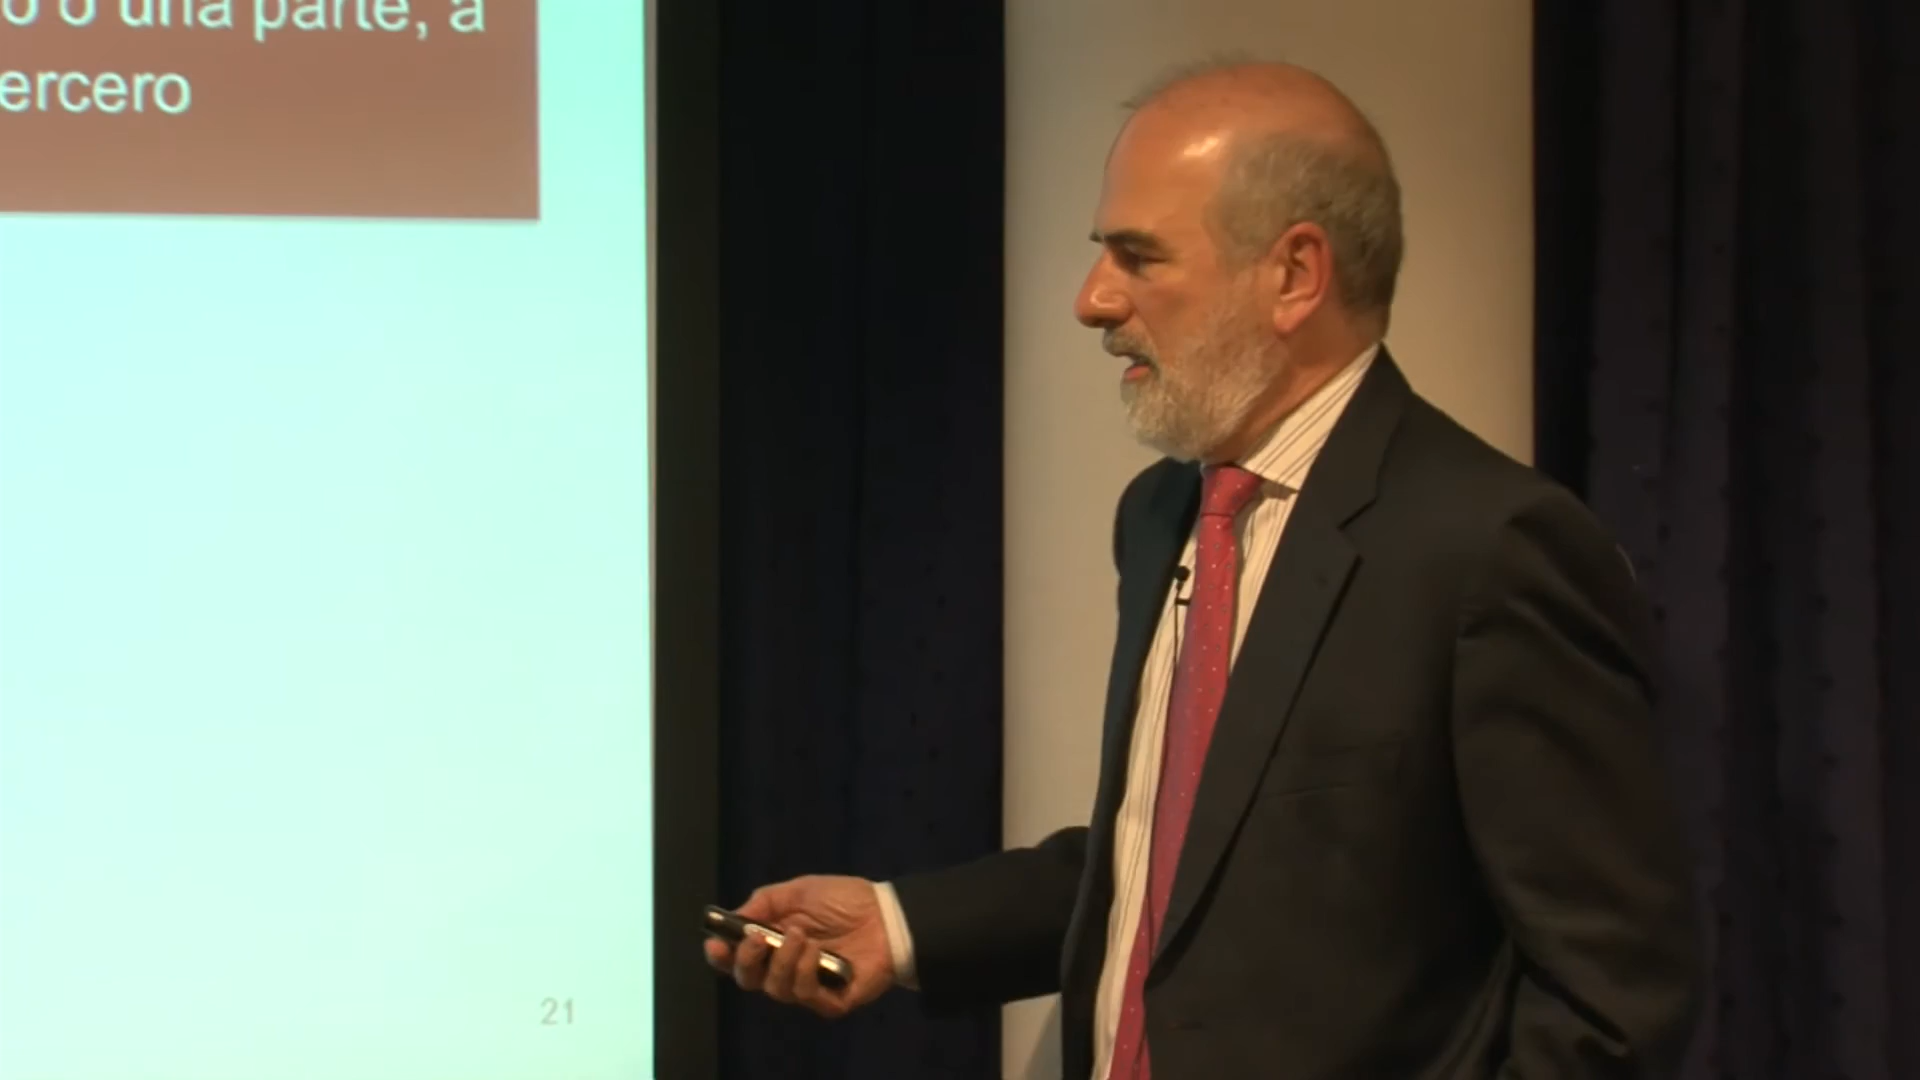 o o una parte, a
ercero
21